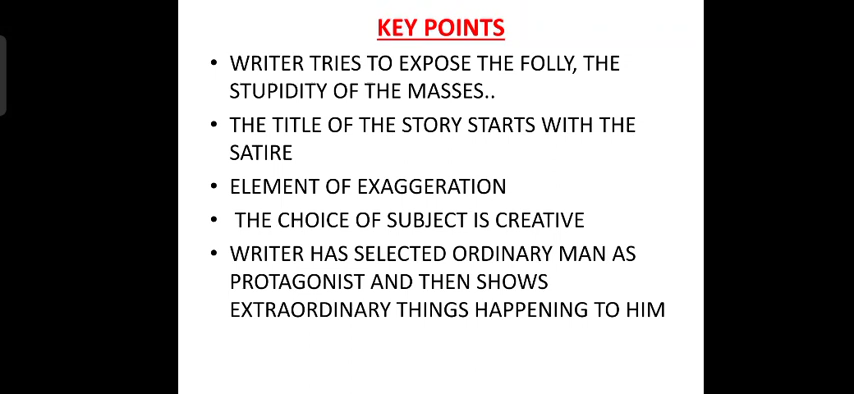 KEY POINTS
• WRITER TRIES TO EXPOSE THE FOLLY, THE
STUPIDITY OF THE MASSES..
• THE TITLE OF THE STORY STARTS WITH THE
SATIRE
• ELEMENT OF EXAGGERATION
• THE CHOICE OF SUBJECT IS CREATIVE
• WRITER HAS SELECTED ORDINARY MAN AS
PROTAGONIST AND THEN SHOWS
EXTRAORDINARY THINGS HAPPENING TO HIM